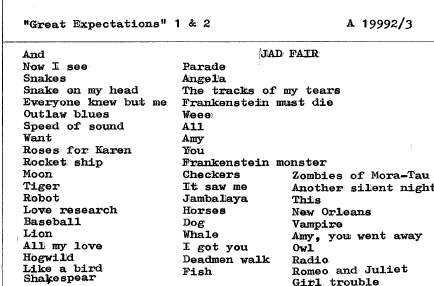 "Great Expectations" 1 & 2 A 19992/3
JAD FAIR
And
Now I see
Snakes
Snake on my head
Everyone knew but me
Outlaw blues
Speed of sound
Want
Roses for Karen
Rocket ship
Moon
Tiger
Robot
Love research
Baseball
Lion
All my love
Hogwild
Like a bird
Shakespear
Parade
Angela
The tracks of my tears
Frankenstein must die
Weee
All
Amy
You
Frankenstein monster
Checkers
It saw me
Jambalaya
Horses
Dog
Whale
I got you
Deadmen walk
Fish
Zombies of Mora-Tau
Another silent night
This
New Orleans
Vampire
Amy, you went away
Owl
Radio
Romeo and Juliet
Girl trouble